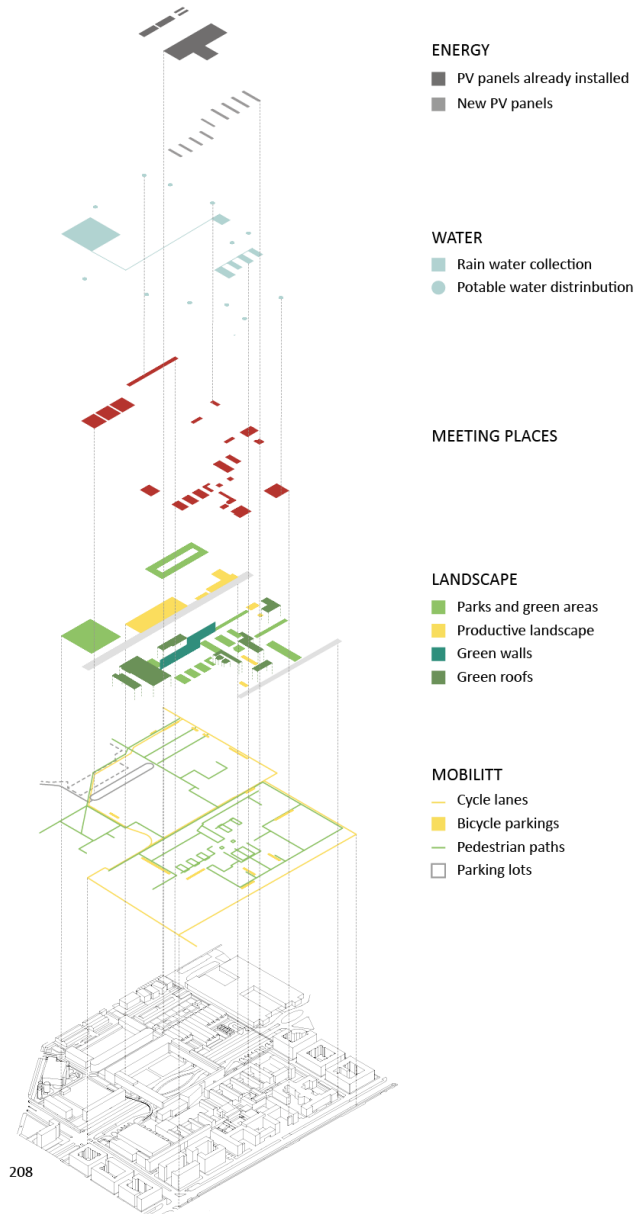 ENERGY
PV panels already installed
New PV panels
WATER
Rain water collection
Potable water distrinbution
MEETING PLACES
LANDSCAPE
Parks and green areas
Productive landscape
Green walls
Green roofs
MOBILITT
Cycle lanes
Bicycle parkings
Pedestrian paths
Parking lots
208